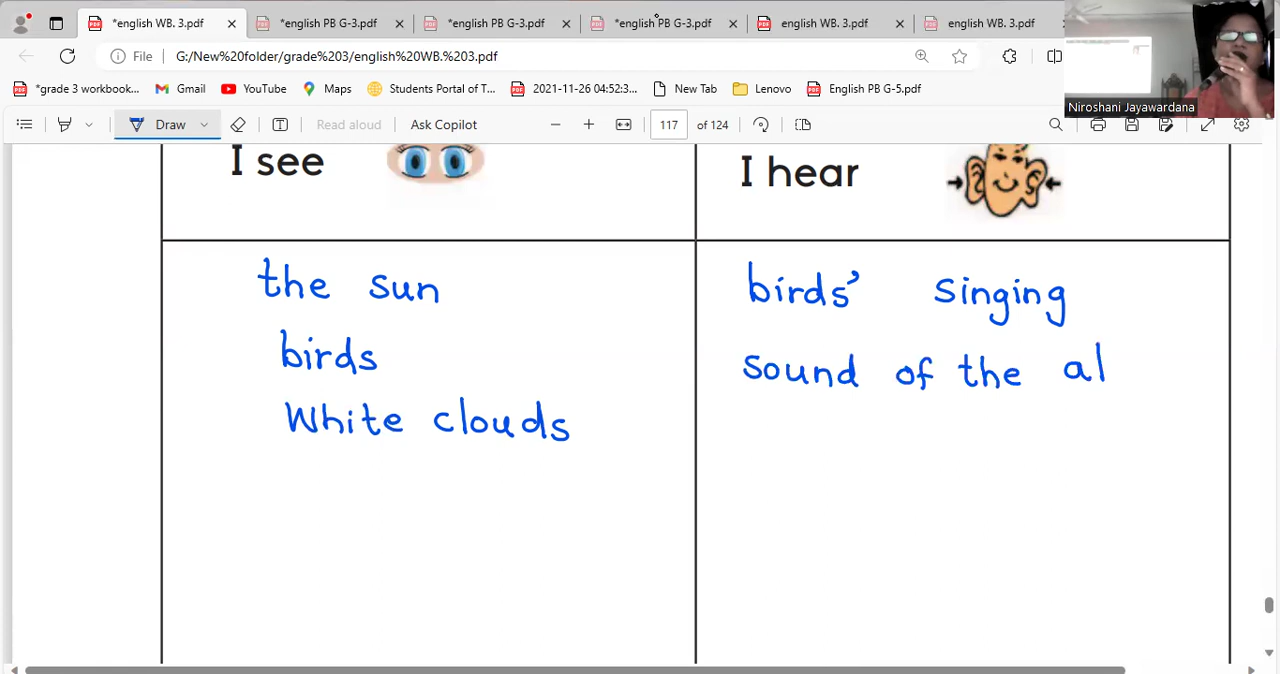 *english WB. 3.pdf
*english PB G-3.pdf
*english PB G-3.pdf
*english PB G-3.pdf
english WB. 3.pdf
english WB. 3.pdf
File G:/New%20folder/grade%203/english%20WB.%203.pdf
*grade 3 workbook...
Gmail
YouTube
Maps
Students Portal of T...
2021-11-26 04:52:3...
New Tab
Lenovo
English PB G-5.pdf
Niroshani Jayawardana
Draw
Read aloud
Ask Copilot
117 of 124
I see
I hear
the sun
birds
White clouds
birds' singing
sound of the al